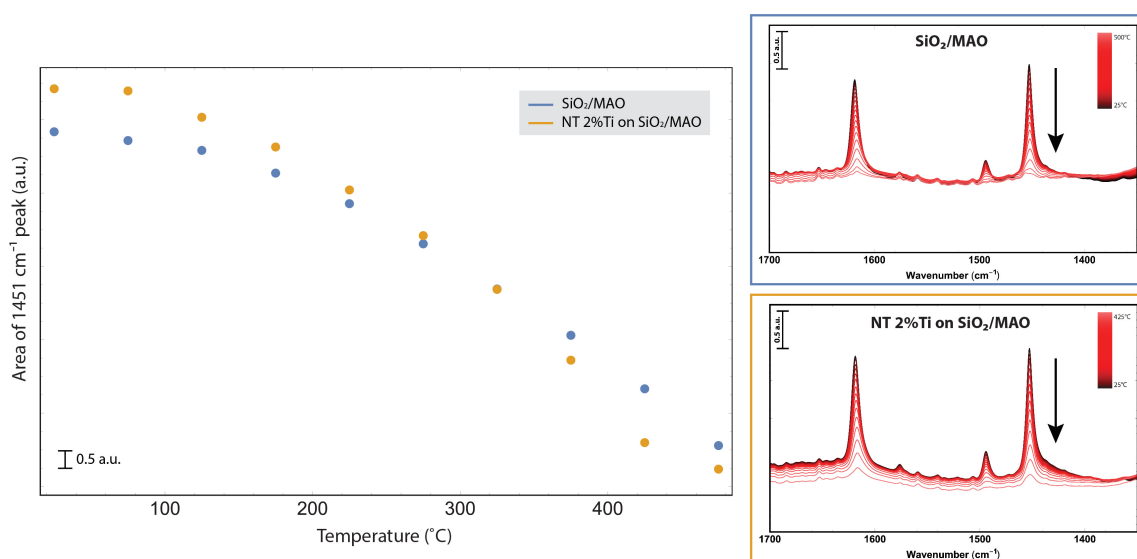 Area of 1451 cm⁻¹ peak (a.u.)
SiO₂/MAO
NT 2%Ti on SiO₂/MAO
0.5 a.u.
100 200 300 400
Temperature (˚C)
0.5 a.u.
SiO₂/MAO
500°C
25°C
1700 1600 1500 1400
Wavenumber (cm⁻¹)
0.5 a.u.
NT 2%Ti on SiO₂/MAO
425°C
25°C
1700 1600 1500 1400
Wavenumber (cm⁻¹)